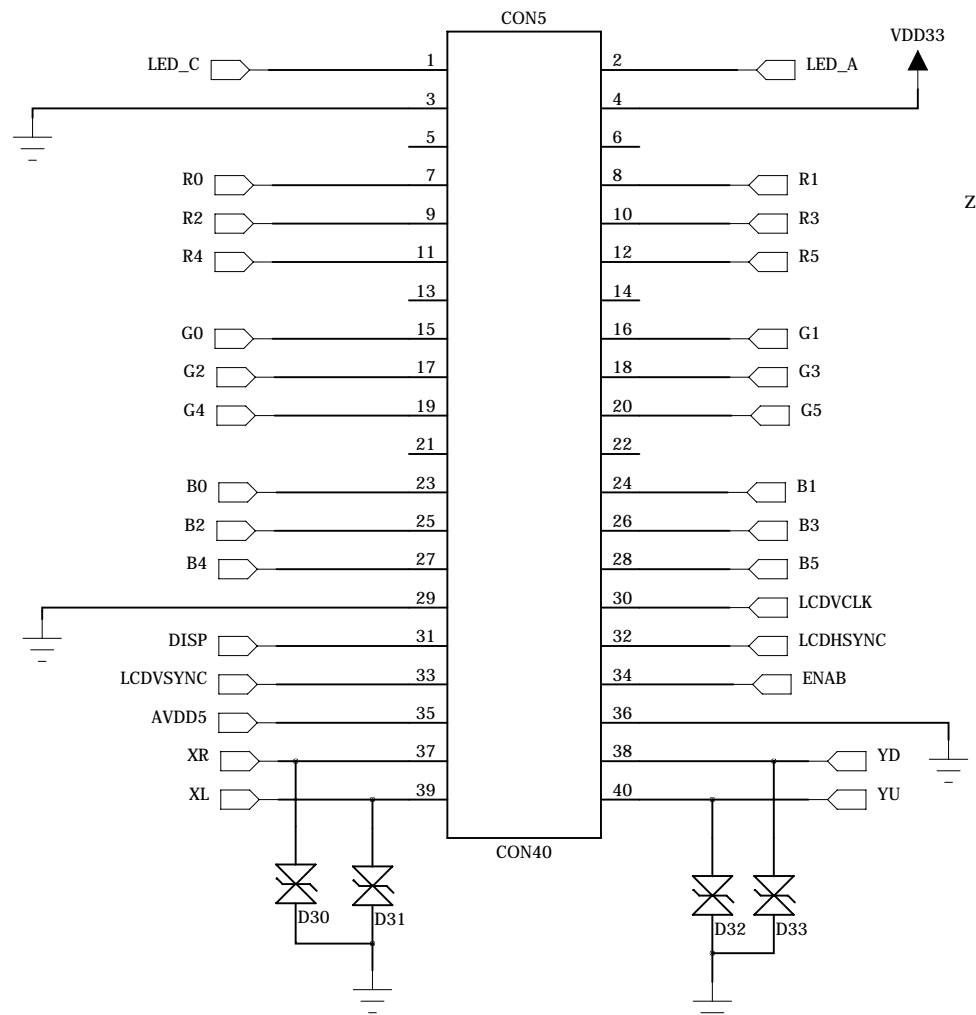 CON5
VDD33
LED_C 1 2 LED_A
3 4
5 6
R0 7 8 R1
Z
R2 9 10 R3
R4 11 12 R5
13 14
G0 15 16 G1
G2 17 18 G3
G4 19 20 G5
21 22
B0 23 24 B1
B2 25 26 B3
B4 27 28 B5
29 30 LCDVCLK
DISP 31 32 LCDHSYNC
LCDVSYNC 33 34 ENAB
AVDD5 35 36
XR 37 38 YD
XL 39 40 YU
CON40
D30 D31 D32 D33